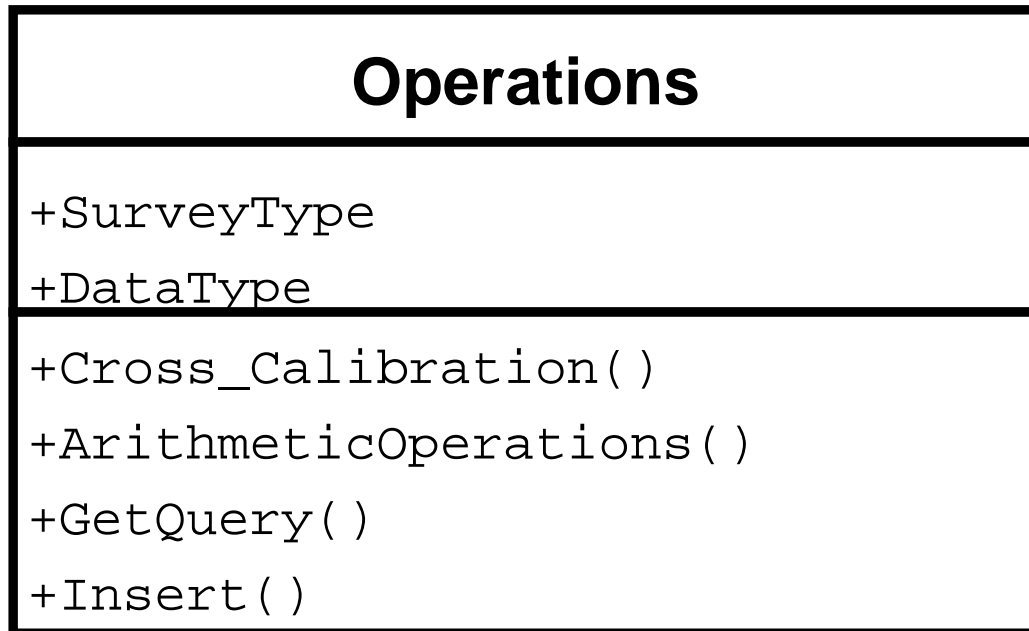 Operations
+SurveyType
+DataType
+Cross_Calibration()
+ArithmeticOperations()
+GetQuery()
+Insert()